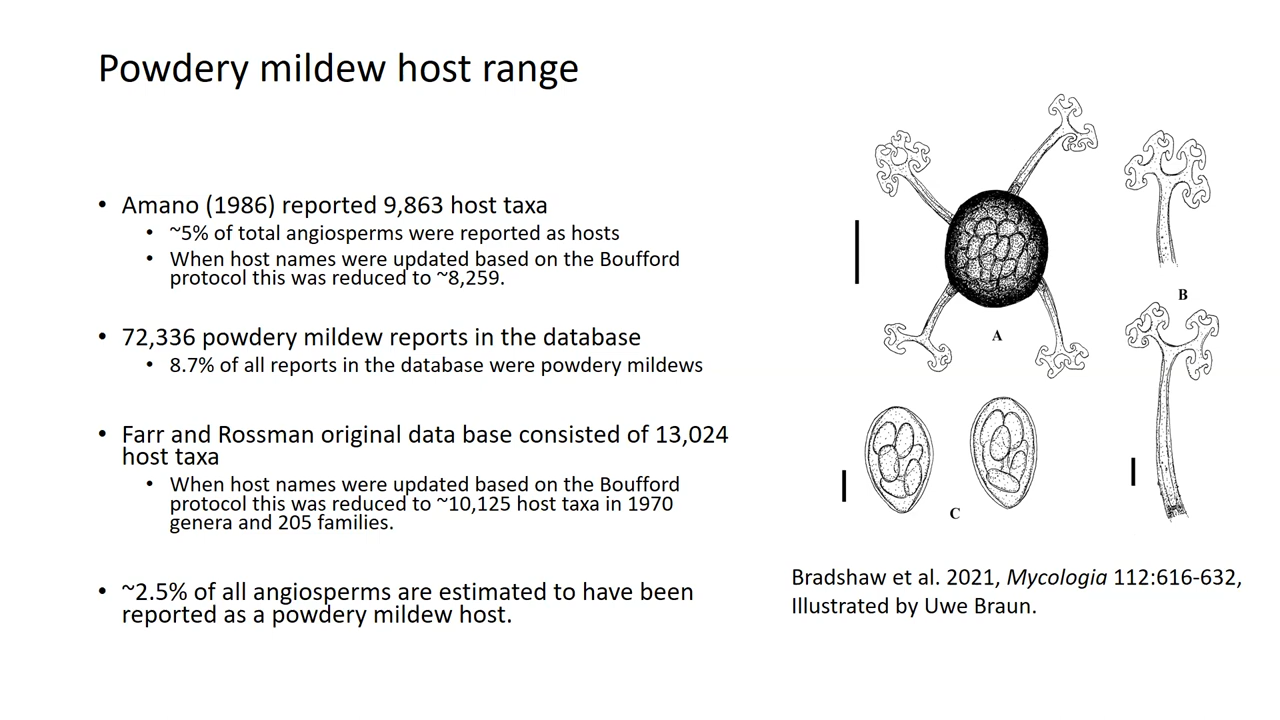 Powdery mildew host range
• Amano (1986) reported 9,863 host taxa
• ~5% of total angiosperms were reported as hosts
• When host names were updated based on the Boufford
protocol this was reduced to ~8,259.
• 72,336 powdery mildew reports in the database
• 8.7% of all reports in the database were powdery mildews
• Farr and Rossman original data base consisted of 13,024
host taxa
• When host names were updated based on the Boufford
protocol this was reduced to ~10,125 host taxa in 1970
genera and 205 families.
• ~2.5% of all angiosperms are estimated to have been
reported as a powdery mildew host.
A
B
C
Bradshaw et al. 2021, Mycologia 112:616-632,
Illustrated by Uwe Braun.